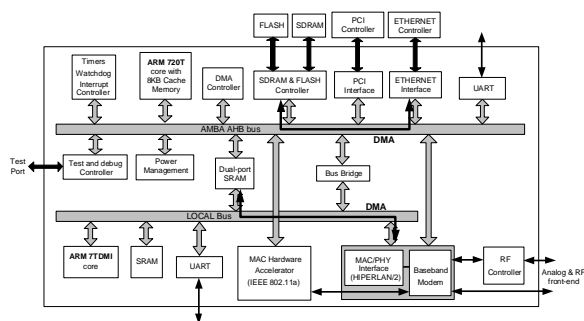 FLASH
SDRAM
PCI
Controller
ETHERNET
Controller
Timers
Watchdog
Interrupt
Controller
ARM 720T
core with
8KB Cache
Memory
DMA
Controller
SDRAM & FLASH
Controller
PCI
Interface
ETHERNET
Interface
UART
AMBA AHB bus
DMA
Test
Port
Test and debug
Controller
Power
Management
Dual-port
SRAM
Bus Bridge
LOCAL Bus
DMA
ARM 7TDMI
core
SRAM
UART
MAC Hardware
Accelerator
(IEEE 802.11a)
MAC/PHY
Interface
(HIPERLAN/2)
Baseband
Modem
RF
Controller
Analog & RF
front-end